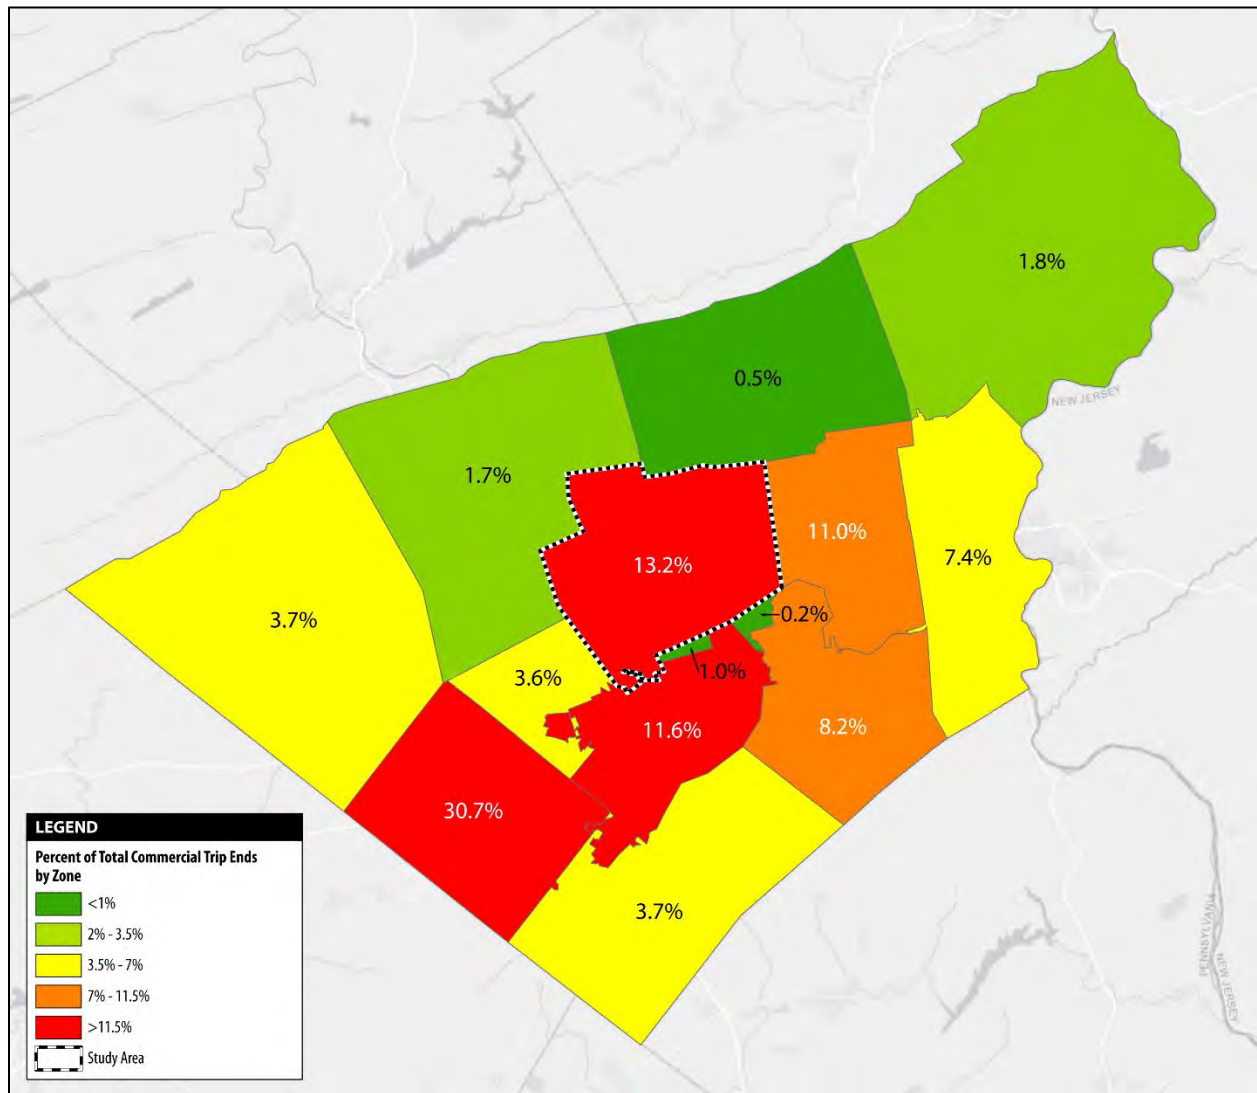 1.8%
NEW JERSEY
0.5%
1.7%
11.0%
7.4%
13.2%
0.2%
3.7%
3.6%
1.0%
11.6%
8.2%
30.7%
3.7%
PENNSYLVANIA
NEW JERSEY
LEGEND
Percent of Total Commercial Trip Ends
by Zone
<1%
2% - 3.5%
3.5% - 7%
7% - 11.5%
>11.5%
Study Area